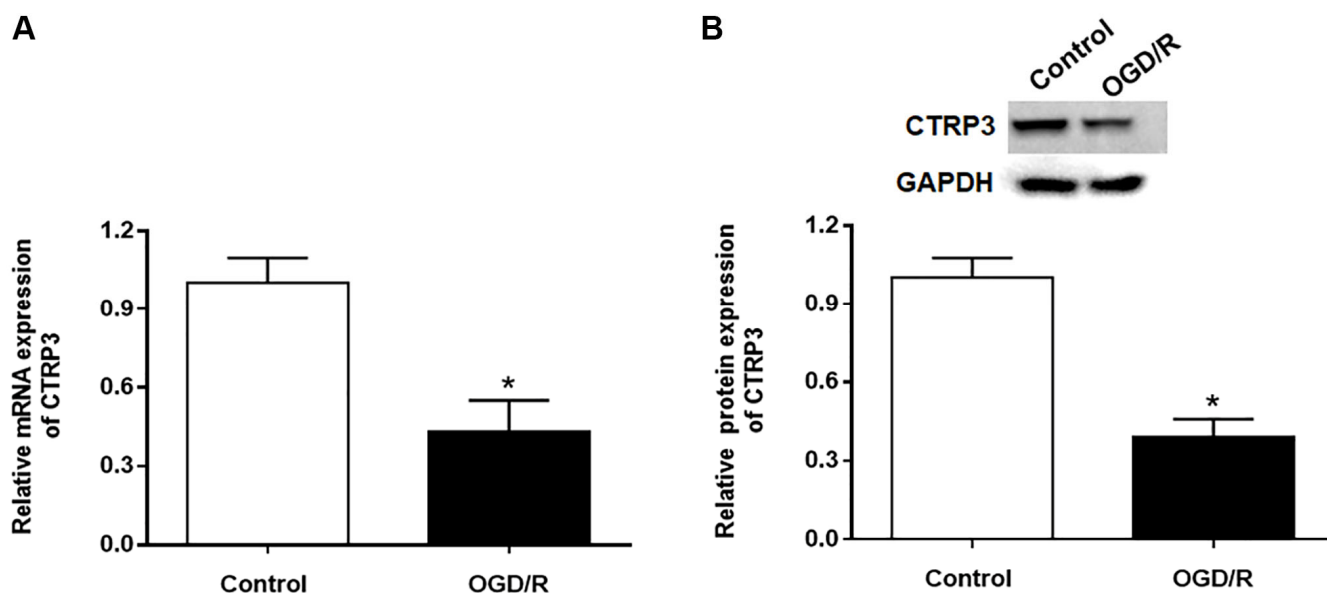 A
Relative mRNA expression
of CTRP3
1.2
0.9
0.6
0.3
0.0
*
Control
OGD/R
B
Control
OGD/R
CTRP3
GAPDH
Relative protein expression
of CTRP3
1.2
0.9
0.6
0.3
0.0
*
Control
OGD/R